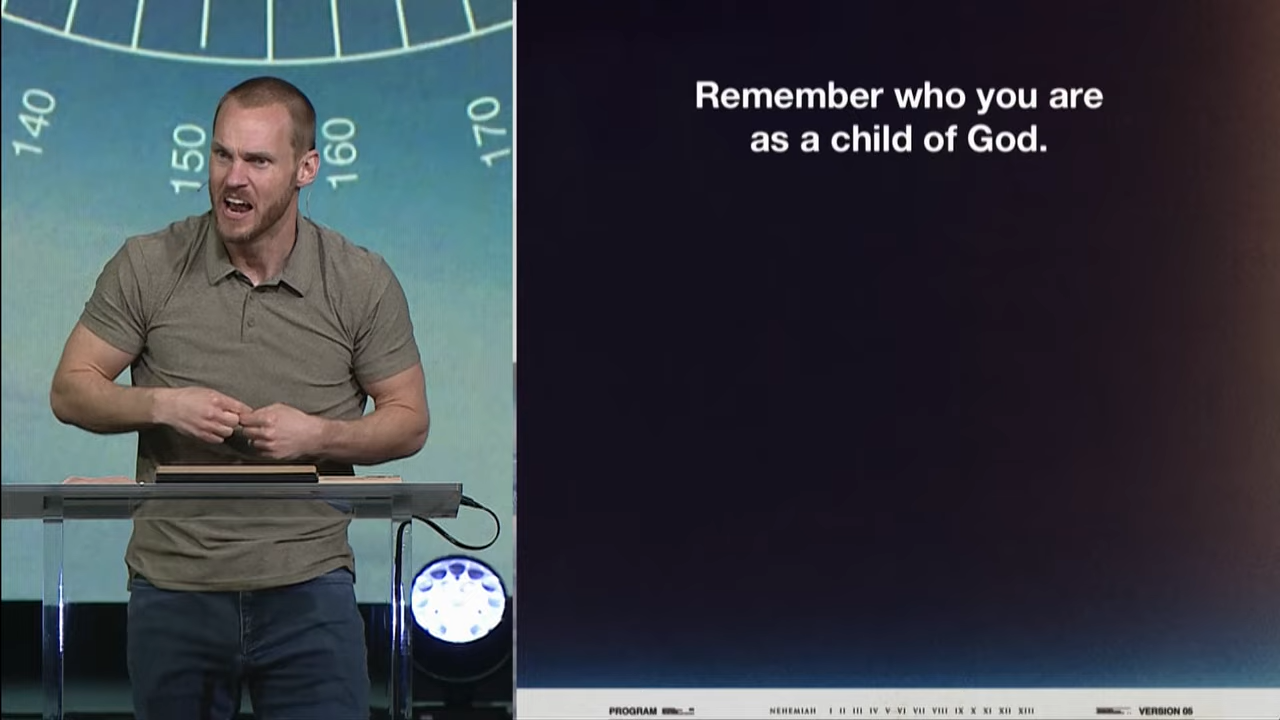 140
150
160
170
Remember who you are
as a child of God.
PROGRAM
NEHEMIAH I II III IV V VI VII VIII IX X XI XII XIII
VERSION 05